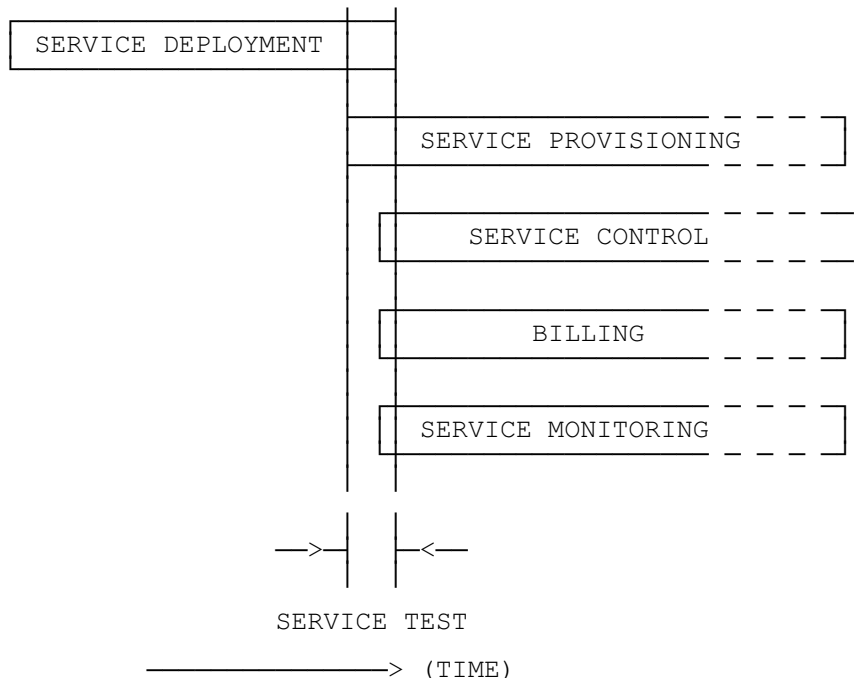 SERVICE DEPLOYMENT
SERVICE PROVISIONING
SERVICE CONTROL
BILLING
SERVICE MONITORING
SERVICE TEST
(TIME)